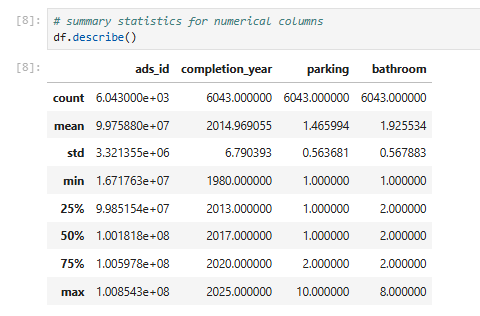 [8]: # summary statistics for numerical columns
df.describe()
[8]:
ads_id completion_year parking bathroom
count 6.043000e+03 6043.000000 6043.000000 6043.000000
mean 9.975880e+07 2014.969055 1.465994 1.925534
std 3.321355e+06 6.790393 0.563681 0.567883
min 1.671763e+07 1980.000000 1.000000 1.000000
25% 9.985154e+07 2013.000000 1.000000 2.000000
50% 1.001818e+08 2017.000000 1.000000 2.000000
75% 1.005978e+08 2020.000000 2.000000 2.000000
max 1.008543e+08 2025.000000 10.000000 8.000000